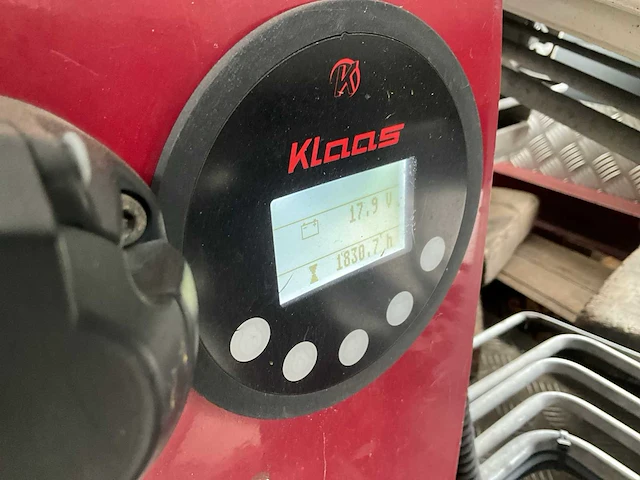 K
Klaas
17.9 V
1830.7 h